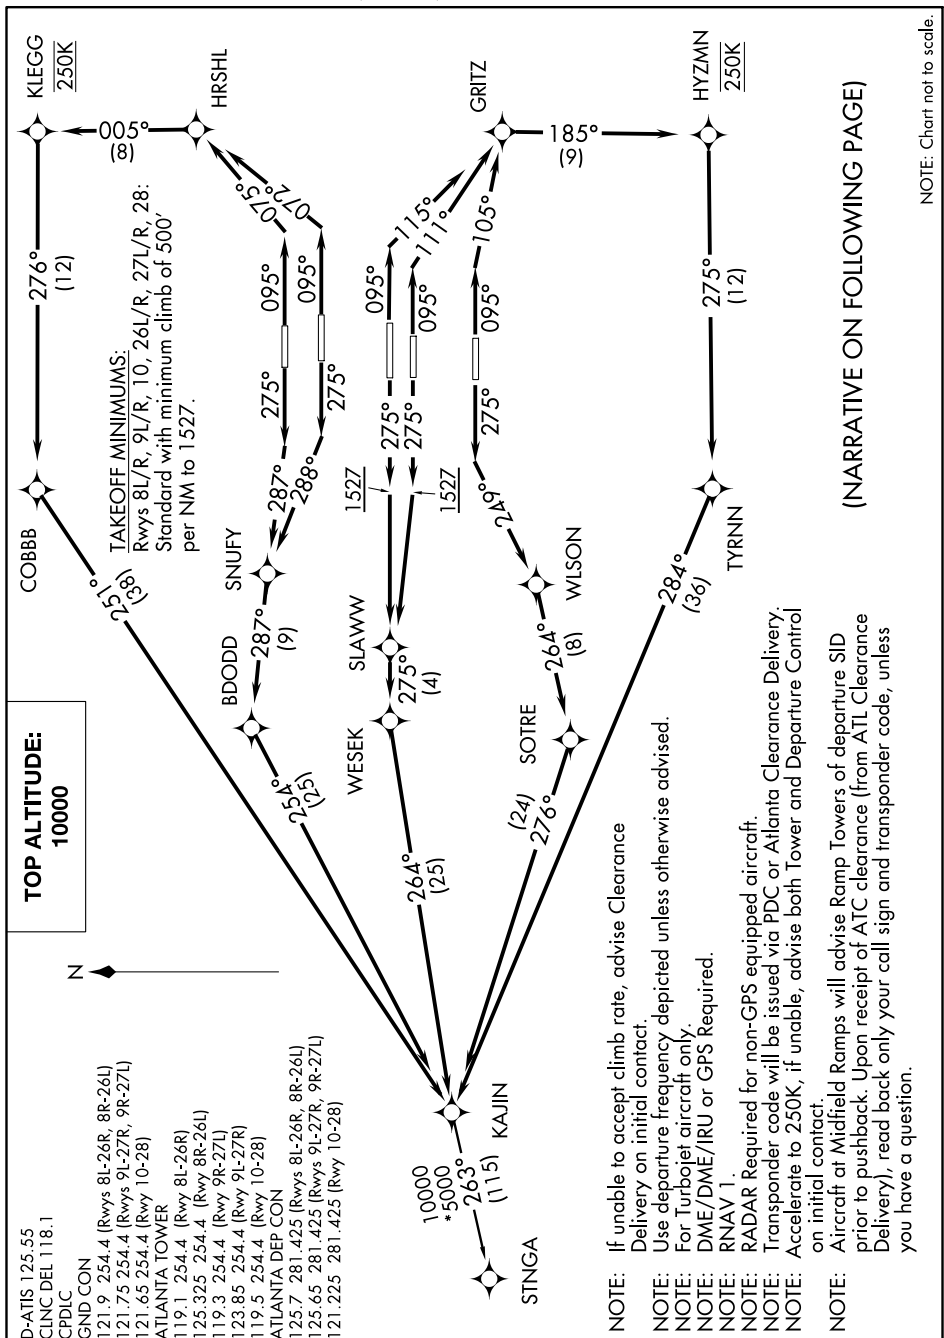 D-ATIS 125.55
CLNC DEL 118.1
CPDLC
GND CON
121.9 254.4 (Rwys 8L-26R, 8R-26L)
121.75 254.4 (Rwys 9L-27R, 9R-27L)
121.65 254.4 (Rwy 10-28)
ATLANTA TOWER
119.1 254.4 (Rwy 8L-26R)
125.325 254.4 (Rwy 8R-26L)
119.3 254.4 (Rwy 9R-27L)
123.85 254.4 (Rwy 9L-27R)
119.5 254.4 (Rwy 10-28)
ATLANTA DEP CON
125.7 281.425 (Rwys 8L-26R, 8R-26L)
125.65 281.425 (Rwys 9L-27R, 9R-27L)
121.225 281.425 (Rwy 10-28)
N
TOP ALTITUDE:
10000
TAKEOFF MINIMUMS:
Rwys 8L/R, 9L/R, 10, 26L/R, 27L/R, 28:
Standard with minimum climb of 500'
per NM to 1527.
COBBB
276°
(12)
KLEGG
250K
005°
(8)
HRSHL
251°
(38)
SNUFY
287°
288°
275°
095°
075°
275°
095°
072°
BDODD
287°
(9)
254°
(25)
1527
275°
095°
115°
GRITZ
275°
095°
111°
1527
SLAWW
275°
(4)
WESEK
264°
(25)
275°
095°
105°
185°
(9)
249°
WLSON
264°
(8)
SOTRE
(24)
276°
HYZMN
250K
275°
(12)
TYRNN
284°
(36)
KAJIN
10000
*5000
263°
(115)
STNGA
NOTE: If unable to accept climb rate, advise Clearance
Delivery on initial contact.
NOTE: Use departure frequency depicted unless otherwise advised.
NOTE: For Turbojet aircraft only.
NOTE: DME/DME/IRU or GPS Required.
NOTE: RNAV 1.
NOTE: RADAR Required for non-GPS equipped aircraft.
NOTE: Transponder code will be issued via PDC or Atlanta Clearance Delivery.
NOTE: Accelerate to 250K, if unable, advise both Tower and Departure Control
on initial contact.
NOTE: Aircraft at Midfield Ramps will advise Ramp Towers of departure SID
prior to pushback. Upon receipt of ATC clearance (from ATL Clearance
Delivery), read back only your call sign and transponder code, unless
you have a question.
(NARRATIVE ON FOLLOWING PAGE)
NOTE: Chart not to scale.